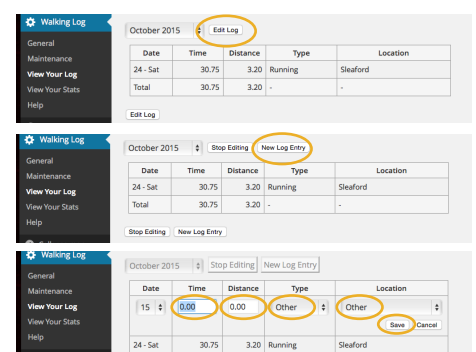 Walking Log
General
Maintenance
View Your Log
View Your Stats
Help
October 2015 Edit Log
Date Time Distance Type Location
24 - Sat 30.75 3.20 Running Sleaford
Total 30.75 3.20 - -
Edit Log
Walking Log
General
Maintenance
View Your Log
View Your Stats
Help
October 2015 Stop Editing New Log Entry
Date Time Distance Type Location
24 - Sat 30.75 3.20 Running Sleaford
Total 30.75 3.20 - -
Stop Editing New Log Entry
Walking Log
General
Maintenance
View Your Log
View Your Stats
Help
October 2015 Stop Editing New Log Entry
Date Time Distance Type Location
15 0.00 0.00 Other Other
Save Cancel
24 - Sat 30.75 3.20 Running Sleaford